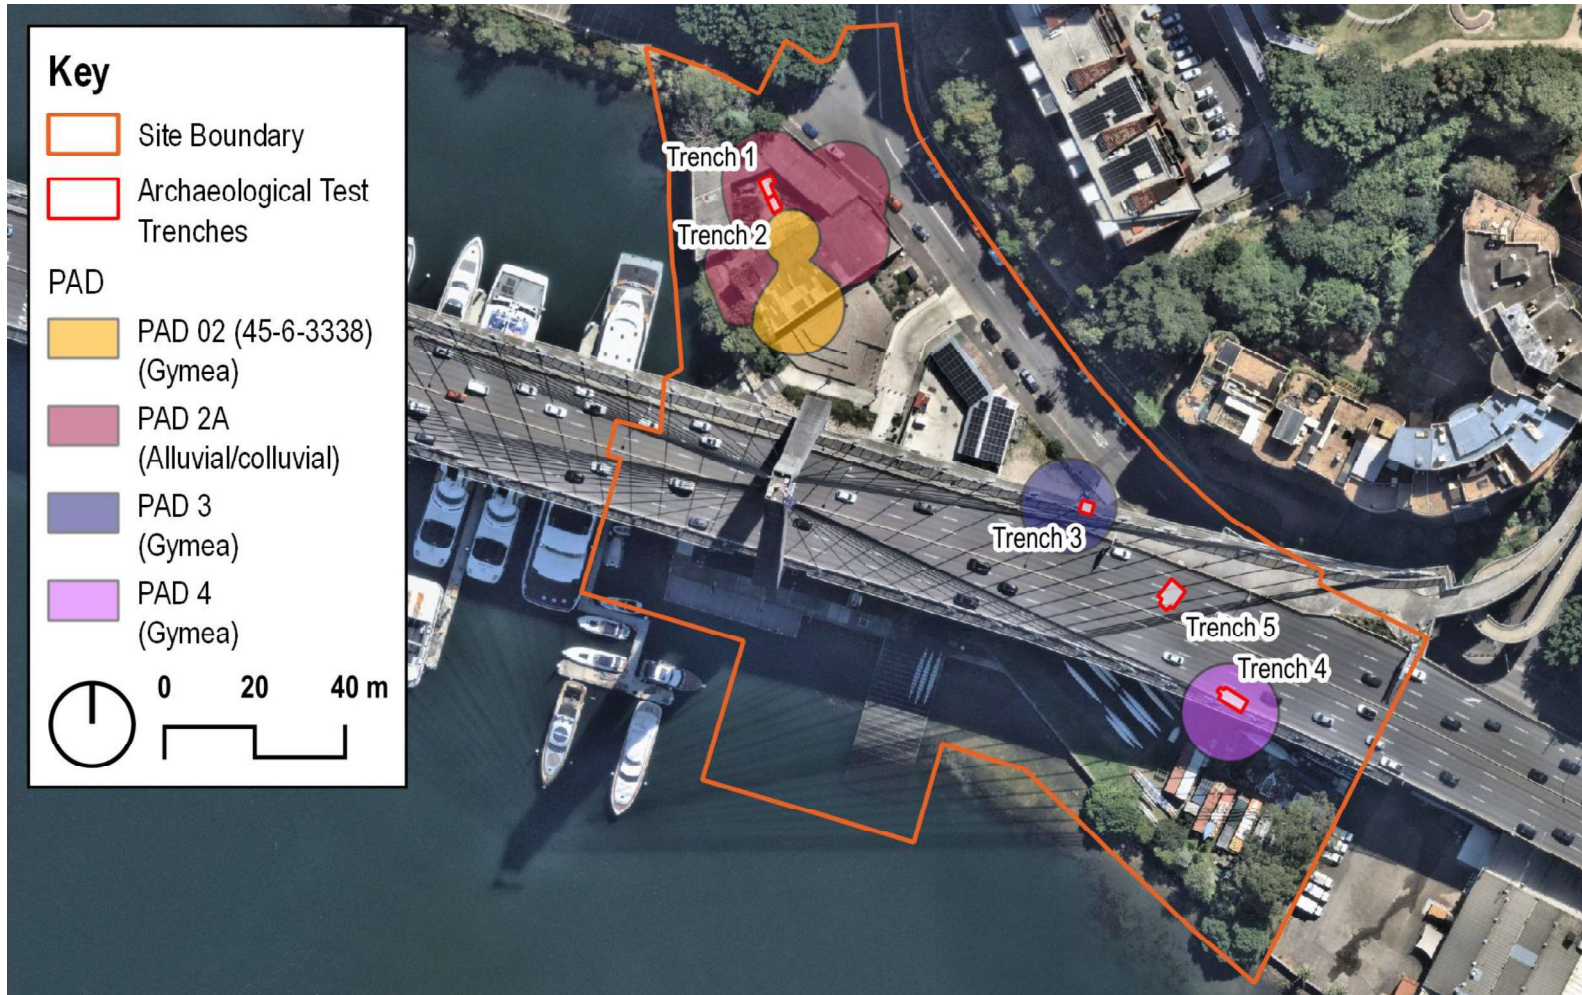 Key
Site Boundary
Archaeological Test
Trenches
PAD
PAD 02 (45-6-3338)
(Gymea)
PAD 2A
(Alluvial/colluvial)
PAD 3
(Gymea)
PAD 4
(Gymea)
0 20 40 m
Trench 1
Trench 2
Trench 3
Trench 5
Trench 4